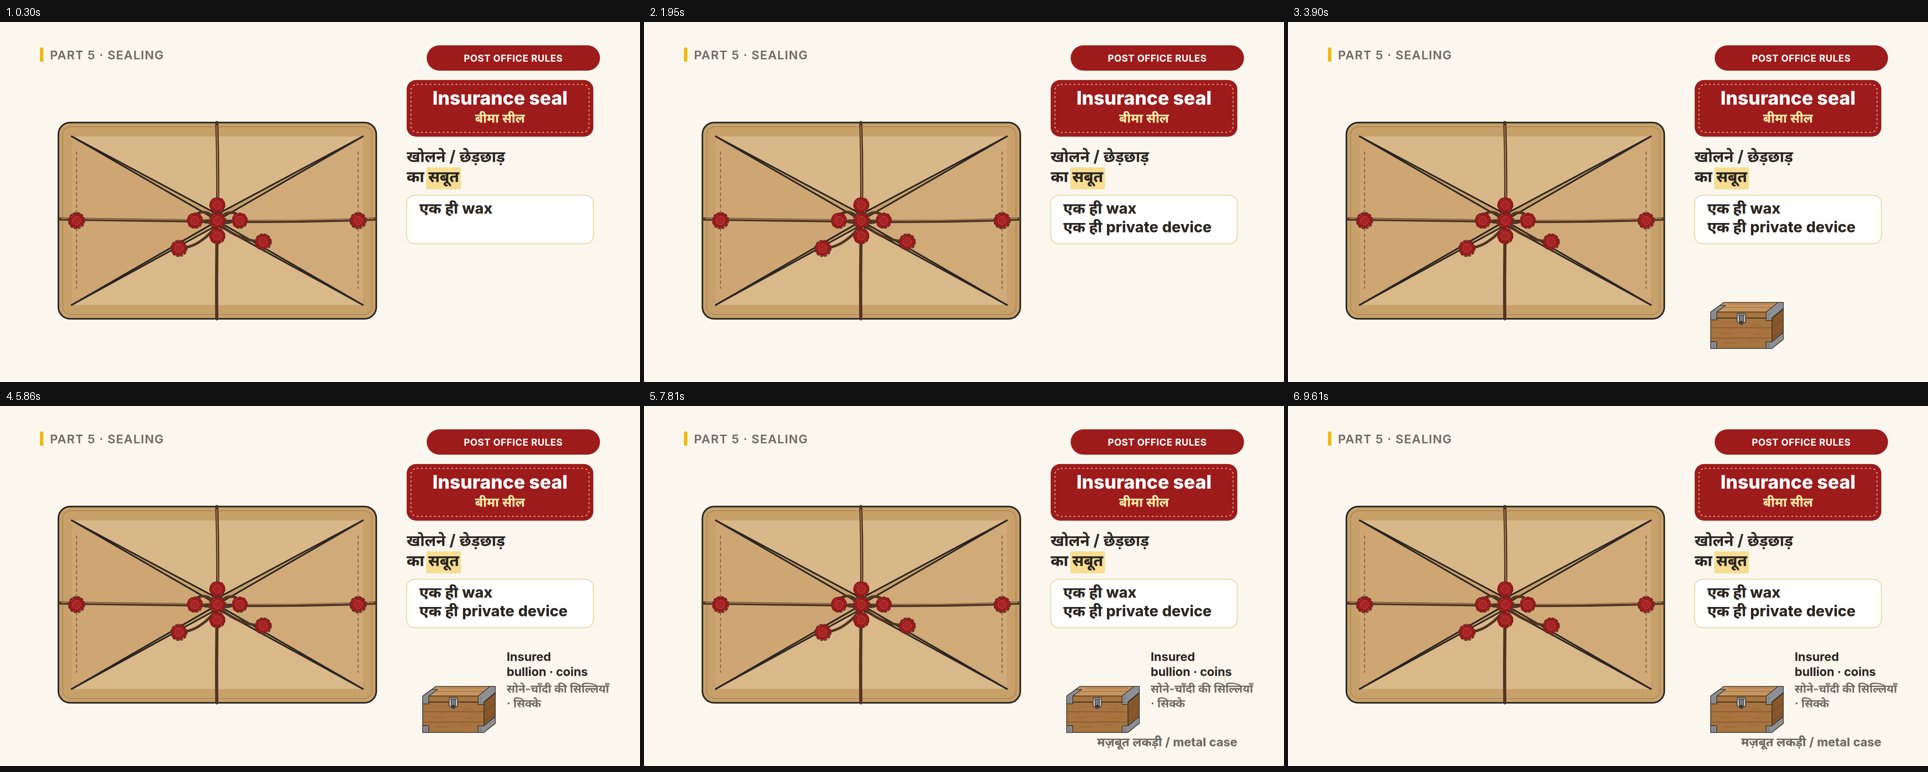 1. 0.30s
PART 5 · SEALING
POST OFFICE RULES
Insurance seal
बीमा सील
खोलने / छेड़छाड़
का सबूत
एक ही wax
2. 1.95s
PART 5 · SEALING
POST OFFICE RULES
Insurance seal
बीमा सील
खोलने / छेड़छाड़
का सबूत
एक ही wax
एक ही private device
3. 3.90s
PART 5 · SEALING
POST OFFICE RULES
Insurance seal
बीमा सील
खोलने / छेड़छाड़
का सबूत
एक ही wax
एक ही private device
4. 5.86s
PART 5 · SEALING
POST OFFICE RULES
Insurance seal
बीमा सील
खोलने / छेड़छाड़
का सबूत
एक ही wax
एक ही private device
Insured
bullion · coins
सोने-चाँदी की सिल्लियाँ
· सिक्के
5. 7.81s
PART 5 · SEALING
POST OFFICE RULES
Insurance seal
बीमा सील
खोलने / छेड़छाड़
का सबूत
एक ही wax
एक ही private device
Insured
bullion · coins
सोने-चाँदी की सिल्लियाँ
· सिक्के
मज़बूत लकड़ी / metal case
6. 9.61s
PART 5 · SEALING
POST OFFICE RULES
Insurance seal
बीमा सील
खोलने / छेड़छाड़
का सबूत
एक ही wax
एक ही private device
Insured
bullion · coins
सोने-चाँदी की सिल्लियाँ
· सिक्के
मज़बूत लकड़ी / metal case